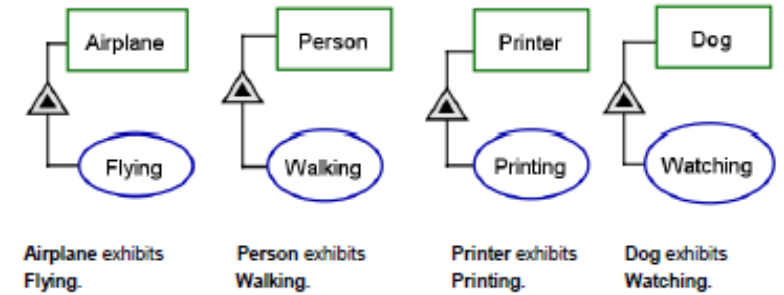 Airplane
Person
Printer
Dog
Flying
Walking
Printing
Watching
Airplane exhibits
Flying.
Person exhibits
Walking.
Printer exhibits
Printing.
Dog exhibits
Watching.